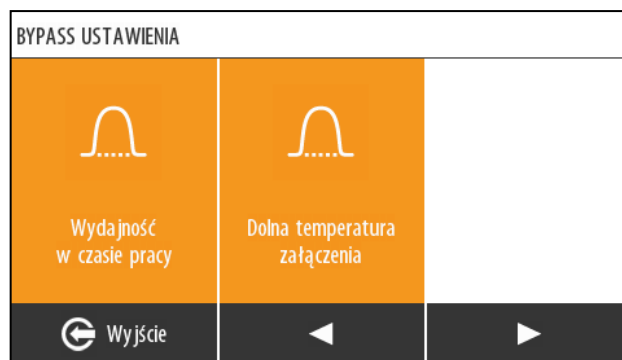 BYPASS USTAWIENIA
Wydajność
w czasie pracy
Dolna temperatura
załączenia
Wyjście